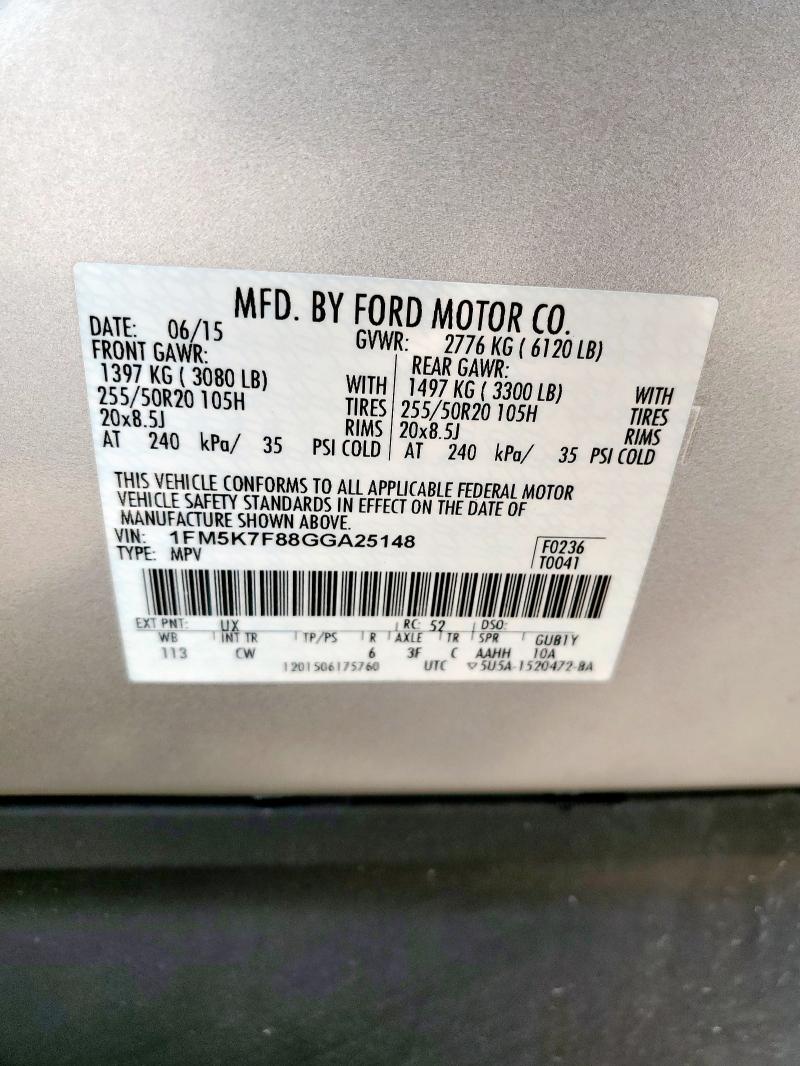 MFD. BY FORD MOTOR CO.
DATE: 06/15 GVWR: 2776 KG ( 6120 LB)
FRONT GAWR: REAR GAWR:
1397 KG ( 3080 LB) WITH 1497 KG ( 3300 LB) WITH
255/50R20 105H TIRES 255/50R20 105H TIRES
20x8.5J RIMS 20x8.5J RIMS
AT 240 kPa/ 35 PSI COLD AT 240 kPa/ 35 PSI COLD
THIS VEHICLE CONFORMS TO ALL APPLICABLE FEDERAL MOTOR
VEHICLE SAFETY STANDARDS IN EFFECT ON THE DATE OF
MANUFACTURE SHOWN ABOVE.
VIN: 1FM5K7F88GGA25148 F0236
TYPE: MPV T0041
EXT PNT: UX RC: 52 DSO:
WB INT TR TP/PS R AXLE TR SPR GUB1Y
113 CW 6 3F C AAHH 10A
1201506175760 UTC ▽5U5A-1520472-BA